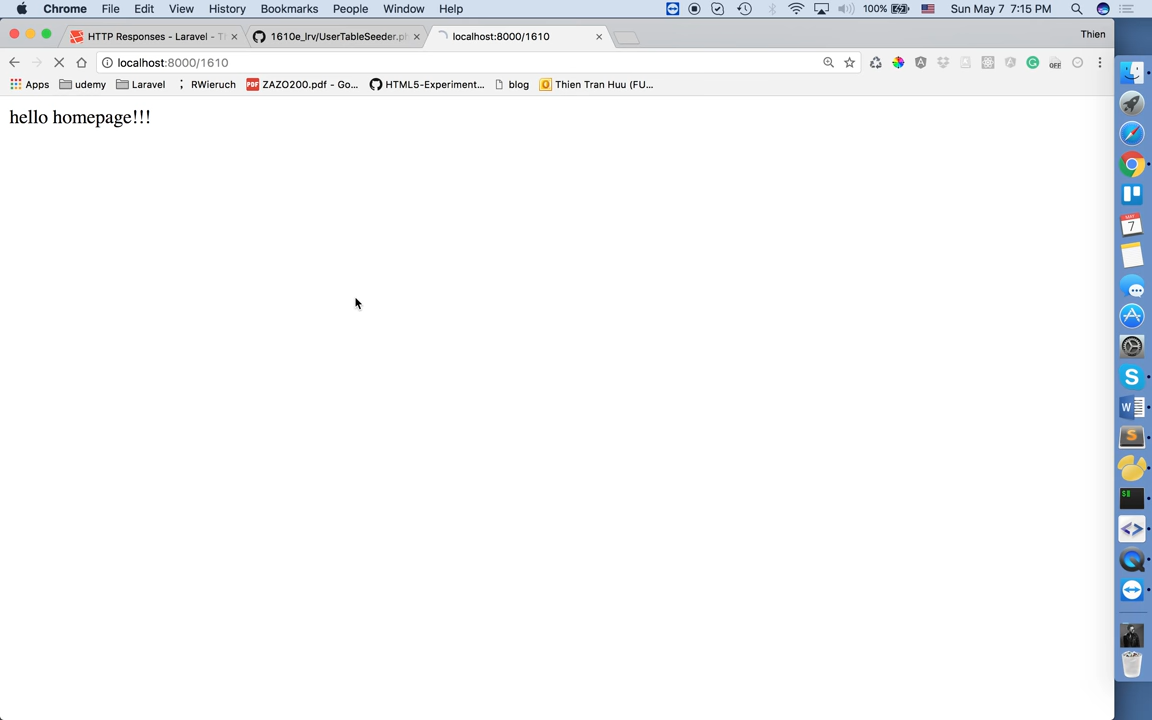 Chrome File Edit View History Bookmarks People Window Help 100% Sun May 7 7:15 PM
HTTP Responses - Laravel - T 1610e_lrv/UserTableSeeder.p localhost:8000/1610 Thien
localhost:8000/1610
Apps udemy Laravel RWieruch PDF ZAZO200.pdf - Go... HTML5-Experiment... blog Thien Tran Huu (FU...
hello homepage!!!